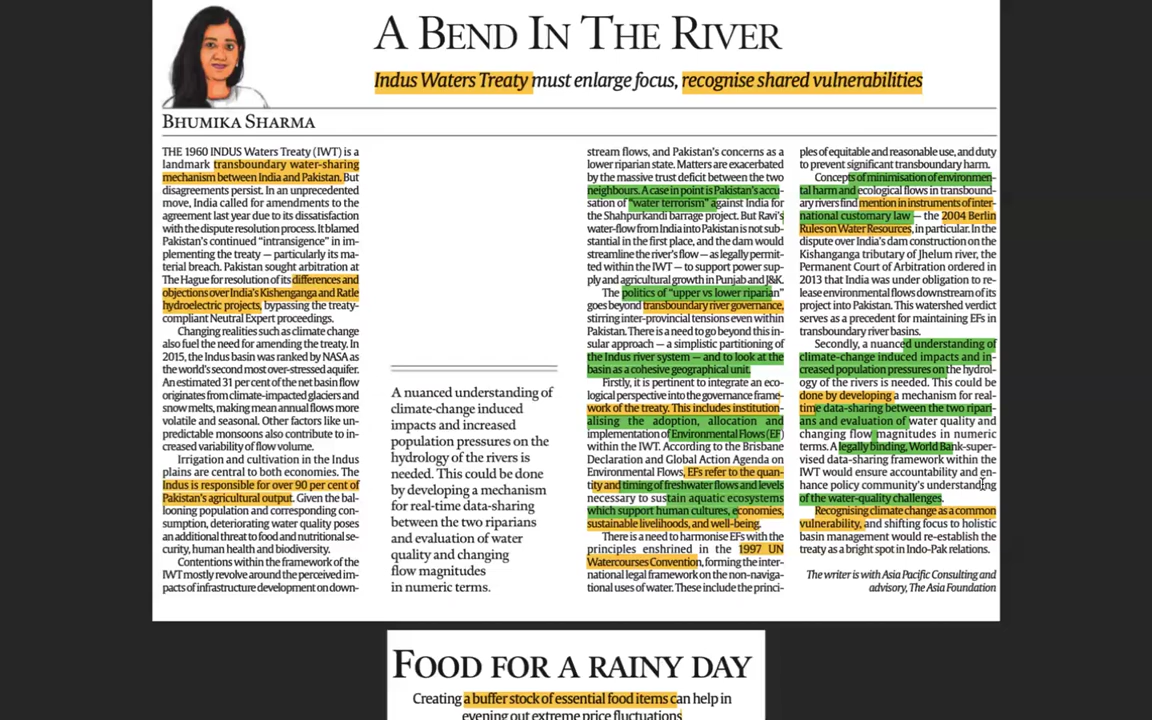 A BEND IN THE RIVER
Indus Waters Treaty must enlarge focus, recognise shared vulnerabilities
BHUMIKA SHARMA
THE 1960 INDUS Waters Treaty (IWT) is a
landmark transboundary water-sharing
mechanism between India and Pakistan. But
disagreements persist. In an unprecedented
move, India called for amendments to the
agreement last year due to its dissatisfaction
with the dispute resolution process. It blamed
Pakistan's continued "intransigence" in im-
plementing the treaty — particularly its ma-
terial breach. Pakistan sought arbitration at
The Hague for resolution of its differences and
objections over India's Kishenganga and Ratle
hydroelectric projects, bypassing the treaty-
compliant Neutral Expert proceedings.
Changing realities such as climate change
also fuel the need for amending the treaty. In
2015, the Indus basin was ranked by NASA as
the world's second most over-stressed aquifer.
An estimated 31 per cent of the net basin flow
originates from climate-impacted glaciers and
snow melts, making mean annual flows more
volatile and seasonal. Other factors like un-
predictable monsoons also contribute to in-
creased variability of flow volume.
Irrigation and cultivation in the Indus
plains are central to both economies. The
Indus is responsible for over 90 per cent of
Pakistan's agricultural output. Given the bal-
looning population and corresponding con-
sumption, deteriorating water quality poses
an additional threat to food and nutritional se-
curity, human health and biodiversity.
Contentions within the framework of the
IWT mostly revolve around the perceived im-
pacts of infrastructure development on down-
A nuanced understanding of
climate-change induced
impacts and increased
population pressures on the
hydrology of the rivers is
needed. This could be done
by developing a mechanism
for real-time data-sharing
between the two riparians
and evaluation of water
quality and changing
flow magnitudes
in numeric terms.
stream flows, and Pakistan's concerns as a
lower riparian state. Matters are exacerbated
by the massive trust deficit between the two
neighbours. A case in point is Pakistan's accu-
sation of "water terrorism" against India for
the Shahpurkandi barrage project. But Ravi's
water-flow from India into Pakistan is not sub-
stantial in the first place, and the dam would
streamline the river's flow — as legally permit-
ted within the IWT — to support power sup-
ply and agricultural growth in Punjab and J&K.
The politics of "upper vs lower riparian"
goes beyond transboundary river governance,
stirring inter-provincial tensions even within
Pakistan. There is a need to go beyond this in-
sular approach — a simplistic partitioning of
the Indus river system — and to look at the
basin as a cohesive geographical unit.
Firstly, it is pertinent to integrate an eco-
logical perspective into the governance frame-
work of the treaty. This includes institution-
alising the adoption, allocation and
implementation of Environmental Flows (EF)
within the IWT. According to the Brisbane
Declaration and Global Action Agenda on
Environmental Flows, EFs refer to the quan-
tity and timing of freshwater flows and levels
necessary to sustain aquatic ecosystems
which support human cultures, economies,
sustainable livelihoods, and well-being.
There is a need to harmonise EFs with the
principles enshrined in the 1997 UN
Watercourses Convention, forming the inter-
national legal framework on the non-naviga-
tional uses of water. These include the princi-
ples of equitable and reasonable use, and duty
to prevent significant transboundary harm.
Concepts of minimisation of environmen-
tal harm and ecological flows in transbound-
ary rivers find mention in instruments of inter-
national customary law — the 2004 Berlin
Rules on Water Resources, in particular. In the
dispute over India's dam construction on the
Kishanganga tributary of Jhelum river, the
Permanent Court of Arbitration ordered in
2013 that India was under obligation to re-
lease environmental flows downstream of its
project into Pakistan. This watershed verdict
serves as a precedent for maintaining EFs in
transboundary river basins.
Secondly, a nuanced understanding of
climate-change induced impacts and in-
creased population pressures on the hydrol-
ogy of the rivers is needed. This could be
done by developing a mechanism for real-
time data-sharing between the two ripari-
ans and evaluation of water quality and
changing flow magnitudes in numeric
terms. A legally binding, World Bank-super-
vised data-sharing framework within the
IWT would ensure accountability and en-
hance policy community's understanding
of the water-quality challenges.
Recognising climate change as a common
vulnerability, and shifting focus to holistic
basin management would re-establish the
treaty as a bright spot in Indo-Pak relations.
The writer is with Asia Pacific Consulting and
advisory, The Asia Foundation
FOOD FOR A RAINY DAY
Creating a buffer stock of essential food items can help in
evening out extreme price fluctuations